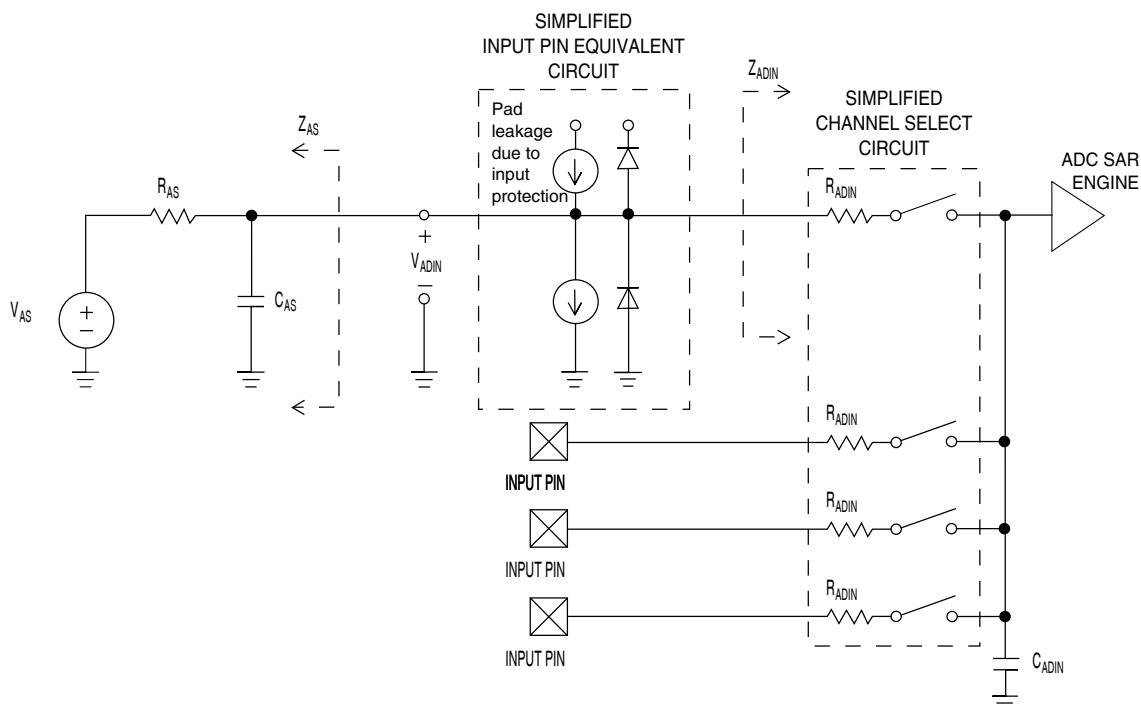 SIMPLIFIED
INPUT PIN EQUIVALENT
CIRCUIT
Z_ADIN
SIMPLIFIED
CHANNEL SELECT
CIRCUIT
ADC SAR
ENGINE
Pad
leakage
due to
input
protection
Z_AS
R_AS
R_ADIN
+
V_ADIN
–
C_AS
V_AS
+
–
R_ADIN
INPUT PIN
R_ADIN
INPUT PIN
R_ADIN
INPUT PIN
C_ADIN